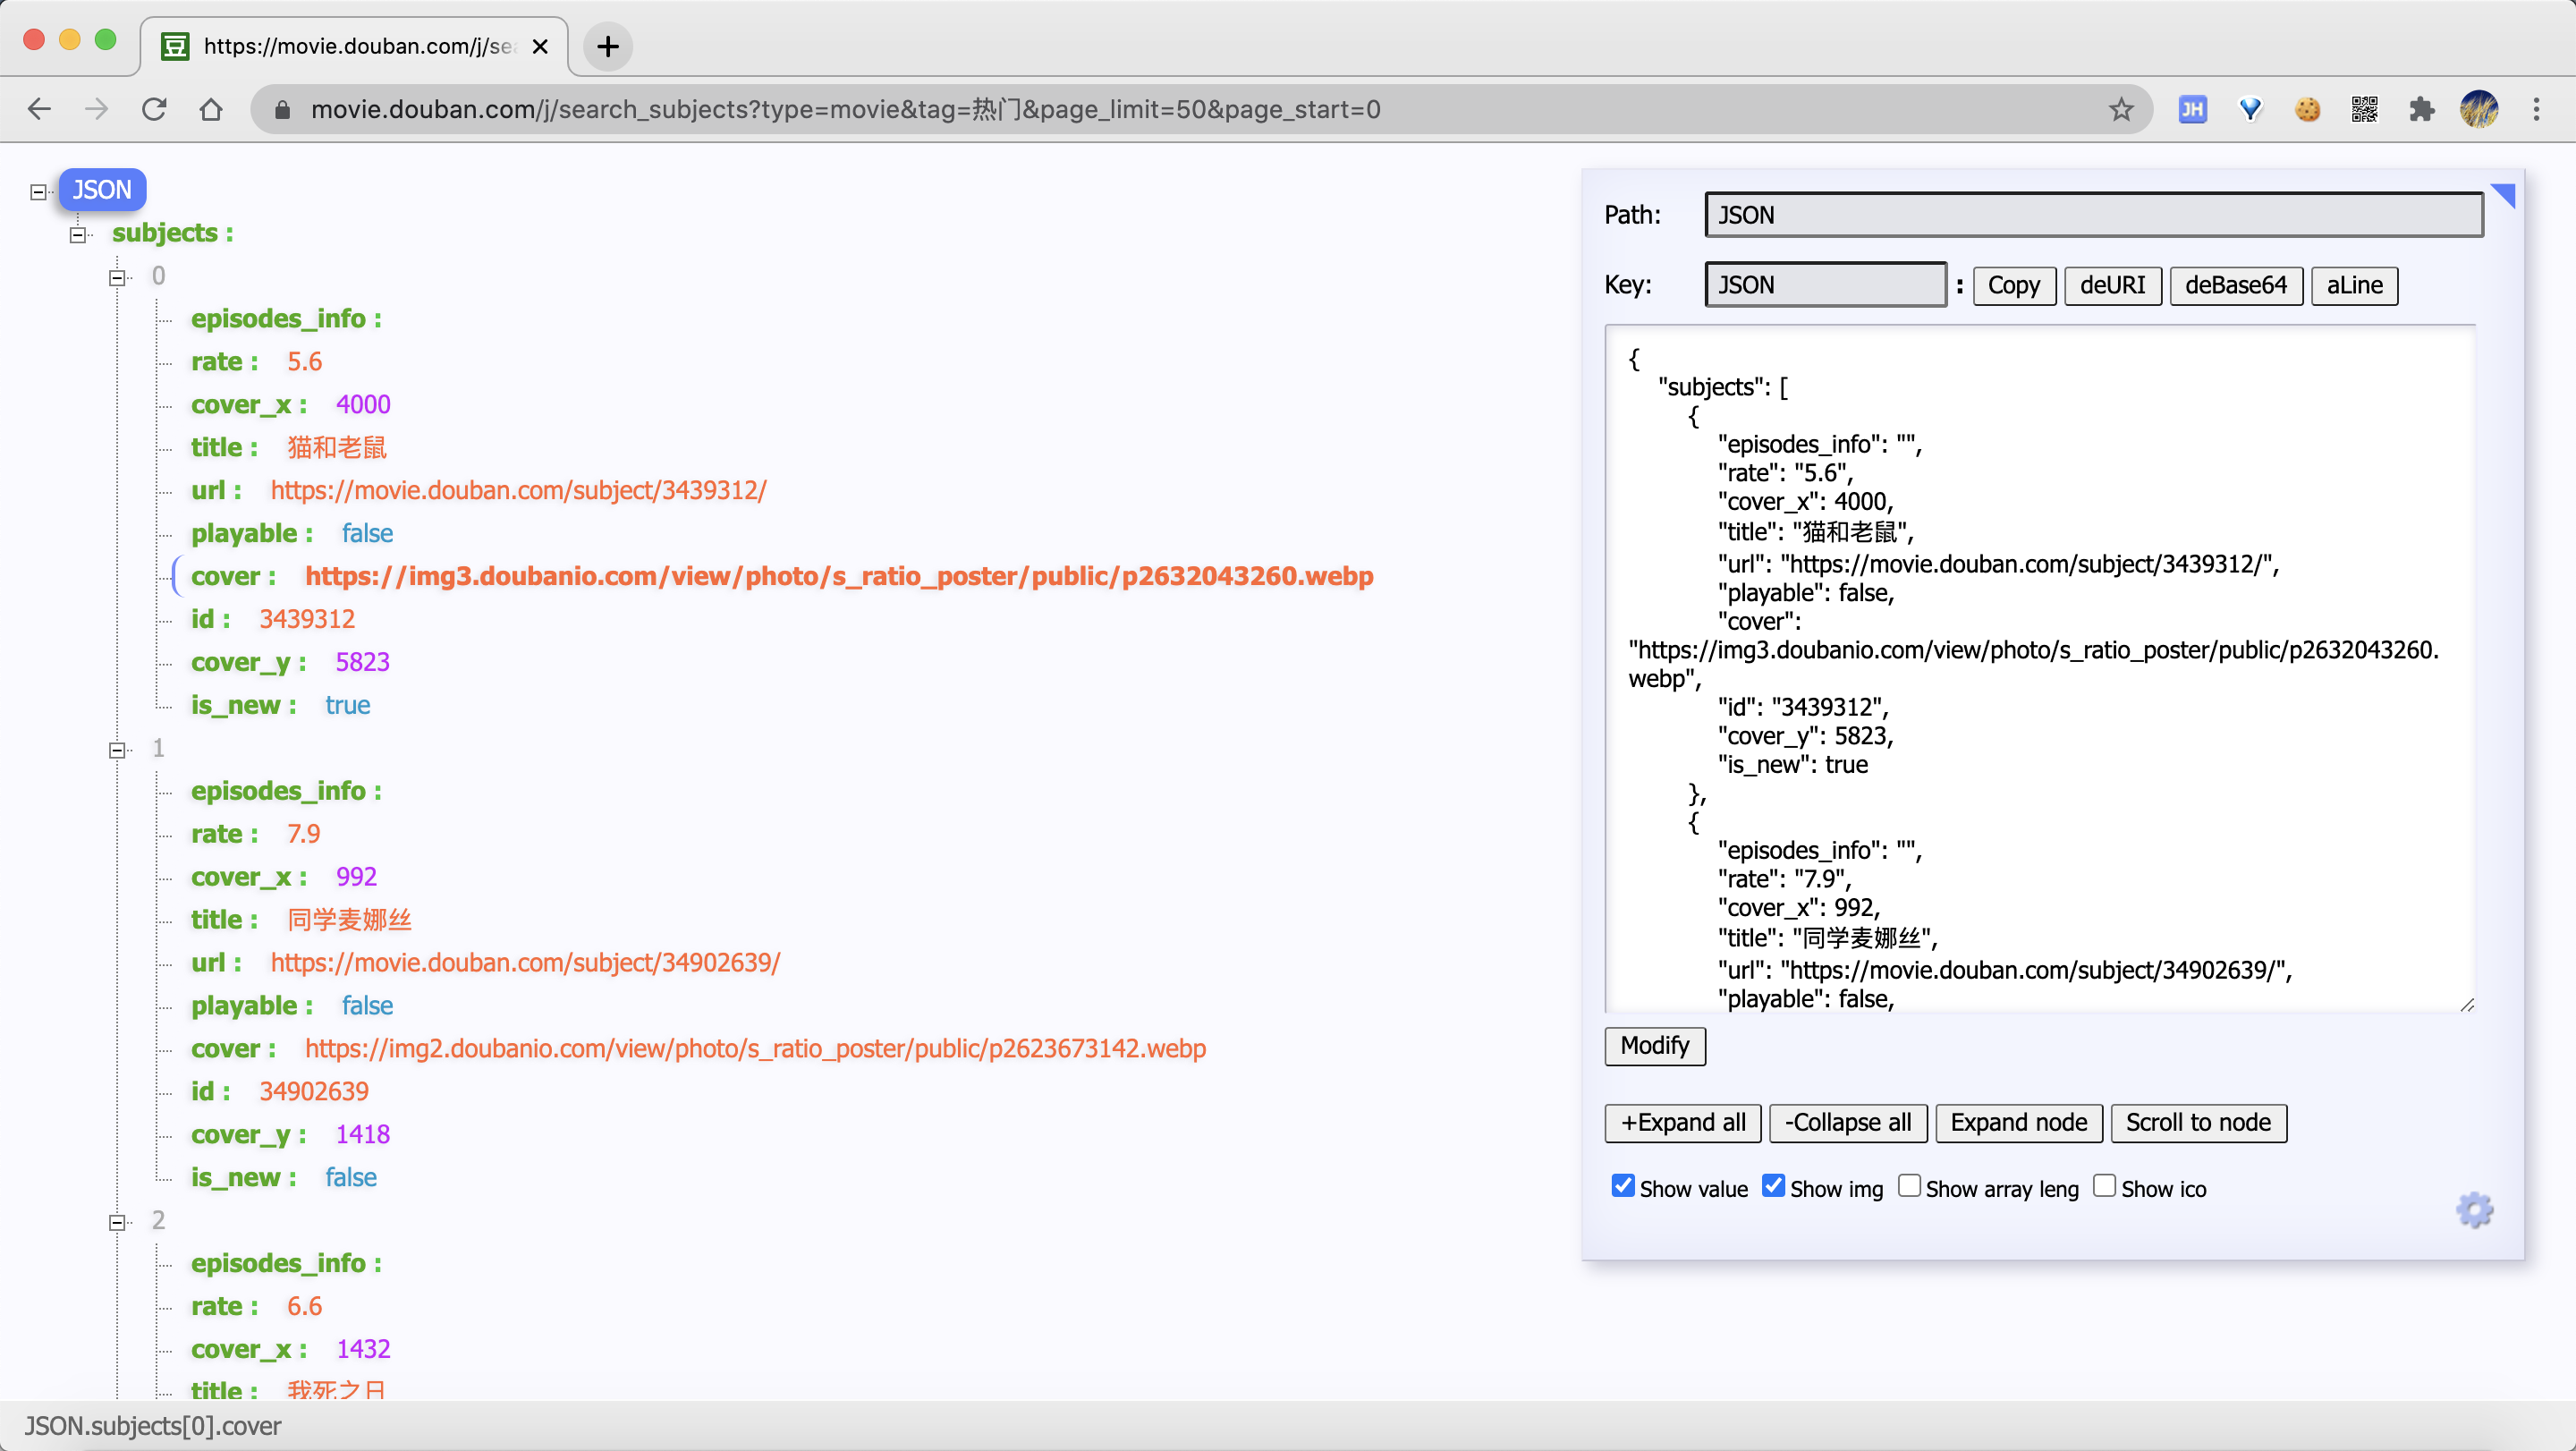 https://movie.douban.com/j/sea
movie.douban.com/j/search_subjects?type=movie&tag=热门&page_limit=50&page_start=0
JH
JSON
subjects :
0
episodes_info :
rate : 5.6
cover_x : 4000
title : 猫和老鼠
url : https://movie.douban.com/subject/3439312/
playable : false
cover : https://img3.doubanio.com/view/photo/s_ratio_poster/public/p2632043260.webp
id : 3439312
cover_y : 5823
is_new : true
1
episodes_info :
rate : 7.9
cover_x : 992
title : 同学麦娜丝
url : https://movie.douban.com/subject/34902639/
playable : false
cover : https://img2.doubanio.com/view/photo/s_ratio_poster/public/p2623673142.webp
id : 34902639
cover_y : 1418
is_new : false
2
episodes_info :
rate : 6.6
cover_x : 1432
title : 我死之日
Path: JSON
Key: JSON : Copy deURI deBase64 aLine
{
"subjects": [
{
"episodes_info": "",
"rate": "5.6",
"cover_x": 4000,
"title": "猫和老鼠",
"url": "https://movie.douban.com/subject/3439312/",
"playable": false,
"cover":
"https://img3.doubanio.com/view/photo/s_ratio_poster/public/p2632043260.
webp",
"id": "3439312",
"cover_y": 5823,
"is_new": true
},
{
"episodes_info": "",
"rate": "7.9",
"cover_x": 992,
"title": "同学麦娜丝",
"url": "https://movie.douban.com/subject/34902639/",
"playable": false,
Modify
+Expand all -Collapse all Expand node Scroll to node
Show value Show img Show array leng Show ico
JSON.subjects[0].cover